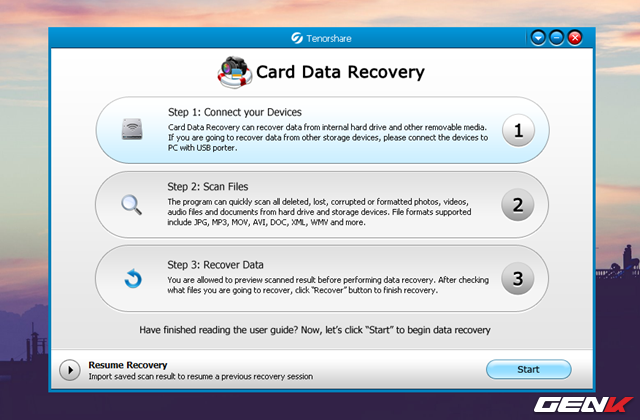 Tenorshare
Card Data Recovery
Step 1: Connect your Devices
Card Data Recovery can recover data from internal hard drive and other removable media.
If you are going to recover data from other storage devices, please connect the devices to
PC with USB porter.
1
Step 2: Scan Files
The program can quickly scan all deleted, lost, corrupted or formatted photos, videos,
audio files and documents from hard drive and storage devices. File formats supported
include JPG, MP3, MOV, AVI, DOC, XML, WMV and more.
2
Step 3: Recover Data
You are allowed to preview scanned result before performing data recovery. After checking
what files you are going to recover, click "Recover" button to finish recovery.
3
Have finished reading the user guide? Now, let's click "Start" to begin data recovery
Resume Recovery
Import saved scan result to resume a previous recovery session
Start
GENK